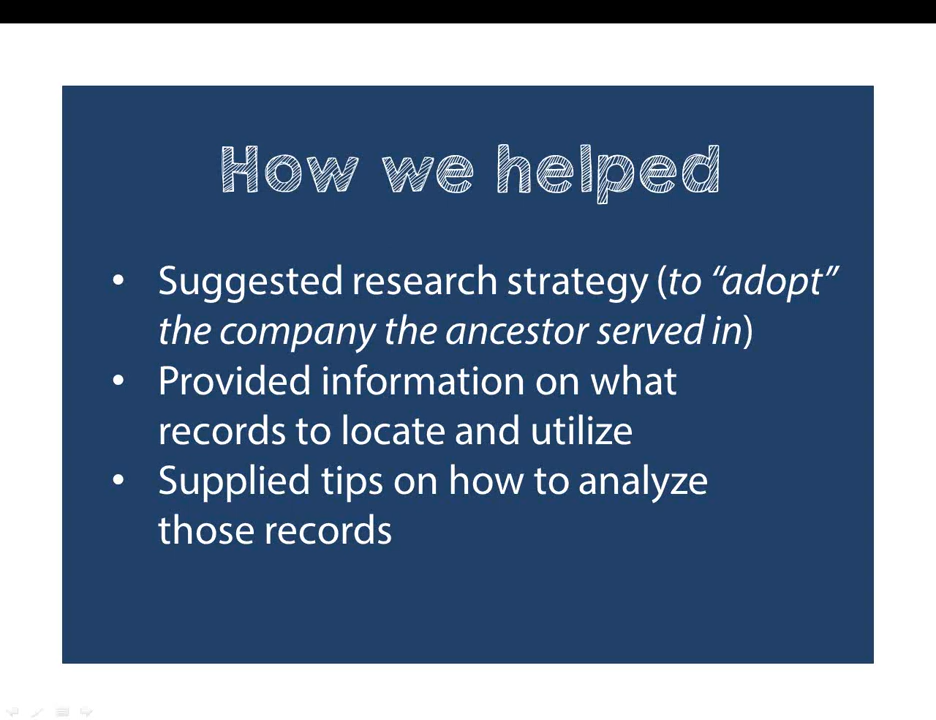 How we helped
• Suggested research strategy (to “adopt”
the company the ancestor served in)
• Provided information on what
records to locate and utilize
• Supplied tips on how to analyze
those records